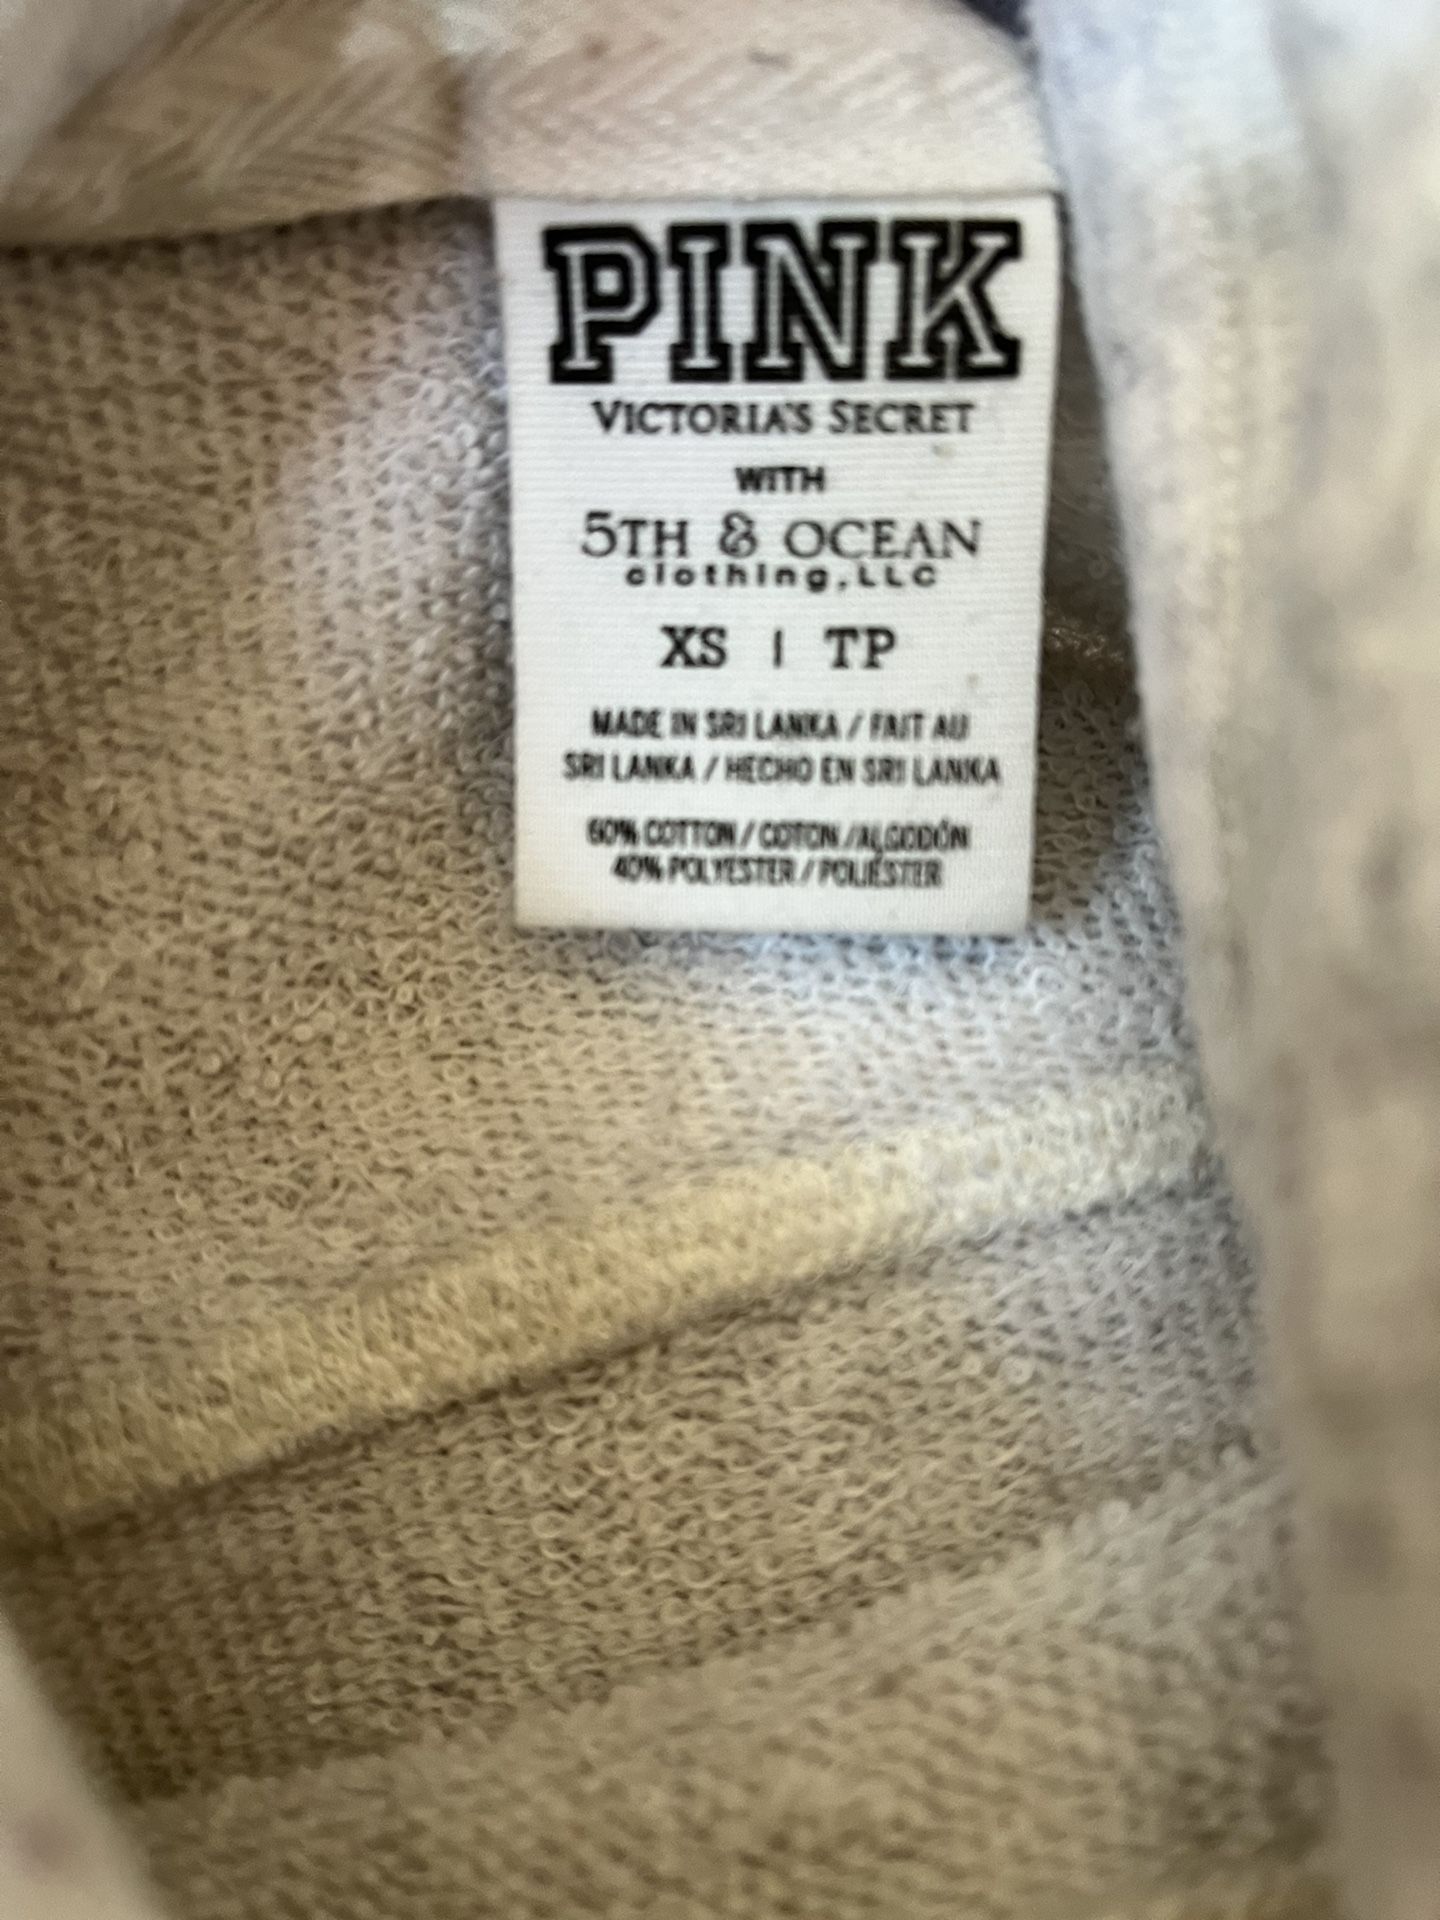 PINK
VICTORIA'S SECRET
WITH
5TH & OCEAN
clothing, LLC
XS | TP
MADE IN SRI LANKA / FAIT AU
SRI LANKA / HECHO EN SRI LANKA
60% COTTON / COTON / ALGODÓN
40% POLYESTER / POLIÉSTER